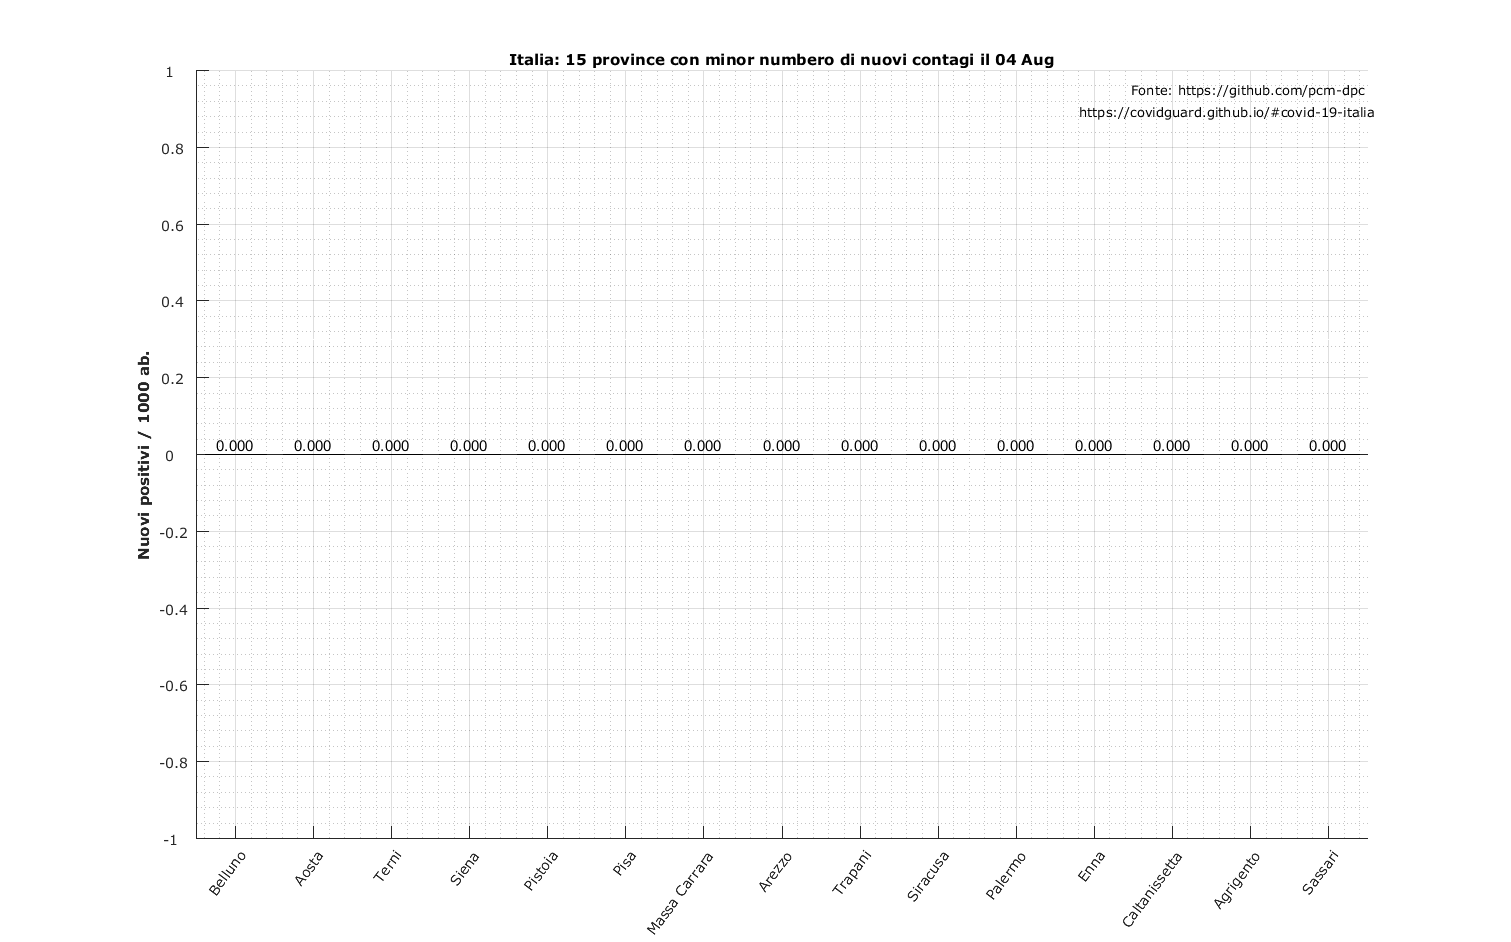 Italia: 15 province con minor numbero di nuovi contagi il 04 Aug
Fonte: https://github.com/pcm-dpc
https://covidguard.github.io/#covid-19-italia
Nuovi positivi / 1000 ab.
1
0.8
0.6
0.4
0.2
0
-0.2
-0.4
-0.6
-0.8
-1
0.000 0.000 0.000 0.000 0.000 0.000 0.000 0.000 0.000 0.000 0.000 0.000 0.000 0.000 0.000
Belluno
Aosta
Terni
Siena
Pistoia
Pisa
Massa Carrara
Arezzo
Trapani
Siracusa
Palermo
Enna
Caltanissetta
Agrigento
Sassari